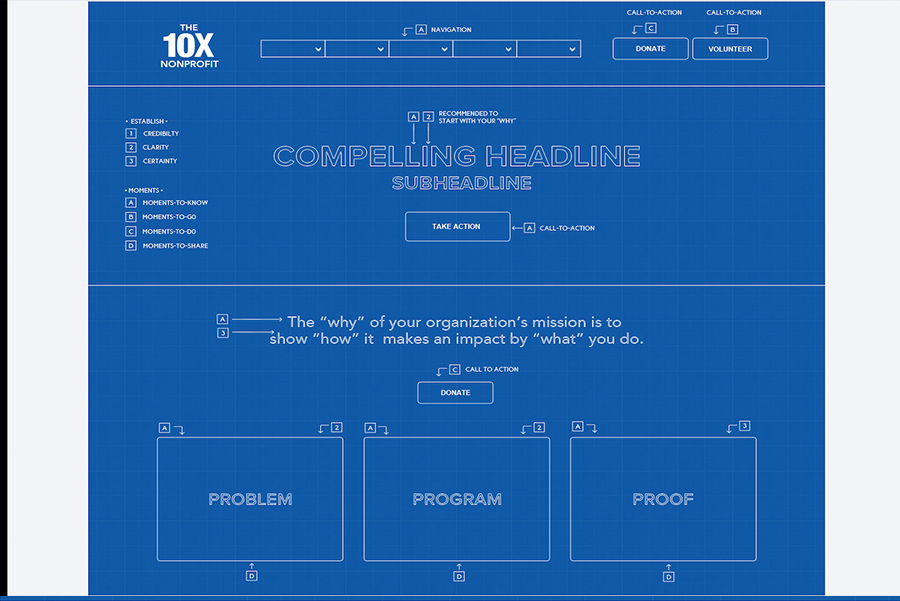 THE
10X
NONPROFIT
A NAVIGATION
CALL-TO-ACTION
C
DONATE
CALL-TO-ACTION
B
VOLUNTEER
• ESTABLISH •
1 CREDIBILTY
2 CLARITY
3 CERTAINTY
• MOMENTS •
A MOMENTS-TO-KNOW
B MOMENTS-TO-GO
C MOMENTS-TO-DO
D MOMENTS-TO-SHARE
A 2 RECOMMENDED TO
START WITH YOUR "WHY"
COMPELLING HEADLINE
SUBHEADLINE
TAKE ACTION
A CALL-TO-ACTION
A
3
The “why” of your organization’s mission is to
show “how” it makes an impact by “what” you do.
C CALL TO ACTION
DONATE
A 2
PROBLEM
D
A 2
PROGRAM
D
A 3
PROOF
D